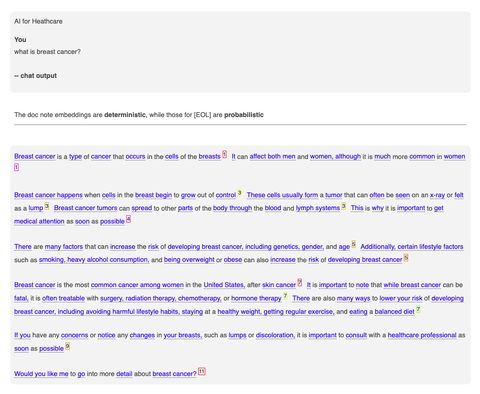 AI for Heathcare
You
what is breast cancer?
-- chat output
The doc note embeddings are deterministic, while those for [EOL] are probabilistic
Breast cancer is a type of cancer that occurs in the cells of the breasts 1 It can affect both men and women, although it is much more common in women
1
Breast cancer happens when cells in the breast begin to grow out of control 3 These cells usually form a tumor that can often be seen on an x-ray or felt
as a lump 3 Breast cancer tumors can spread to other parts of the body through the blood and lymph systems 3 This is why it is important to get
medical attention as soon as possible 4
There are many factors that can increase the risk of developing breast cancer, including genetics, gender, and age 5 Additionally, certain lifestyle factors
such as smoking, heavy alcohol consumption, and being overweight or obese can also increase the risk of developing breast cancer
Breast cancer is the most common cancer among women in the United States, after skin cancer It is important to note that while breast cancer can be
fatal, it is often treatable with surgery, radiation therapy, chemotherapy, or hormone therapy 7 There are also many ways to lower your risk of developing
breast cancer, including avoiding harmful lifestyle habits, staying at a healthy weight, getting regular exercise, and eating a balanced diet 7
If you have any concerns or notice any changes in your breasts, such as lumps or discoloration, it is important to consult with a healthcare professional as
soon as possible
Would you like me to go into more detail about breast cancer? 11